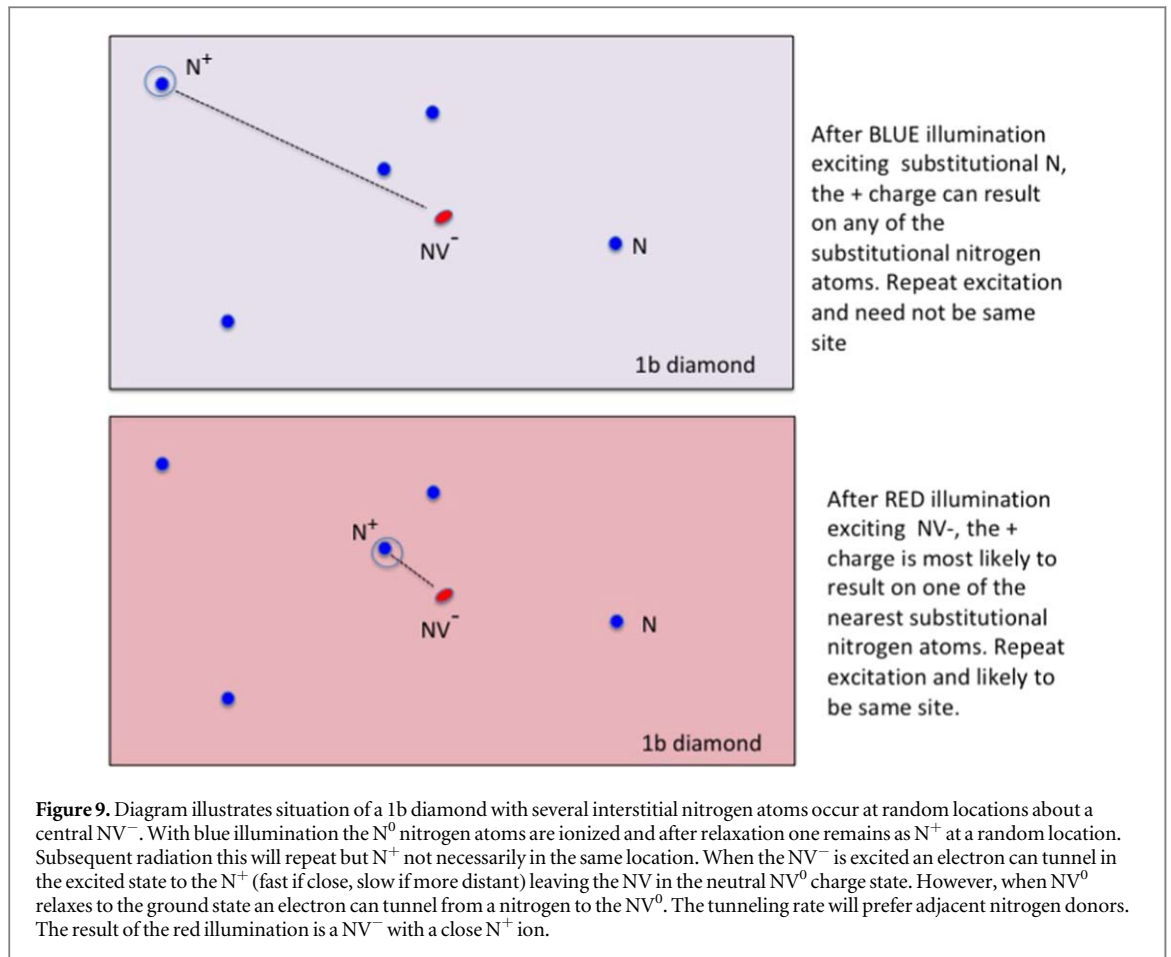 N⁺
NV⁻
N
1b diamond
After BLUE illumination
exciting substitutional N,
the + charge can result
on any of the
substitutional nitrogen
atoms. Repeat excitation
and need not be same
site
N⁺
NV⁻
N
1b diamond
After RED illumination
exciting NV-, the +
charge is most likely to
result on one of the
nearest substitutional
nitrogen atoms. Repeat
excitation and likely to
be same site.
Figure 9. Diagram illustrates situation of a 1b diamond with several interstitial nitrogen atoms occur at random locations about a
central NV⁻. With blue illumination the N⁰ nitrogen atoms are ionized and after relaxation one remains as N⁺ at a random location.
Subsequent radiation this will repeat but N⁺ not necessarily in the same location. When the NV⁻ is excited an electron can tunnel in
the excited state to the N⁺ (fast if close, slow if more distant) leaving the NV in the neutral NV⁰ charge state. However, when NV⁰
relaxes to the ground state an electron can tunnel from a nitrogen to the NV⁰. The tunneling rate will prefer adjacent nitrogen donors.
The result of the red illumination is a NV⁻ with a close N⁺ ion.